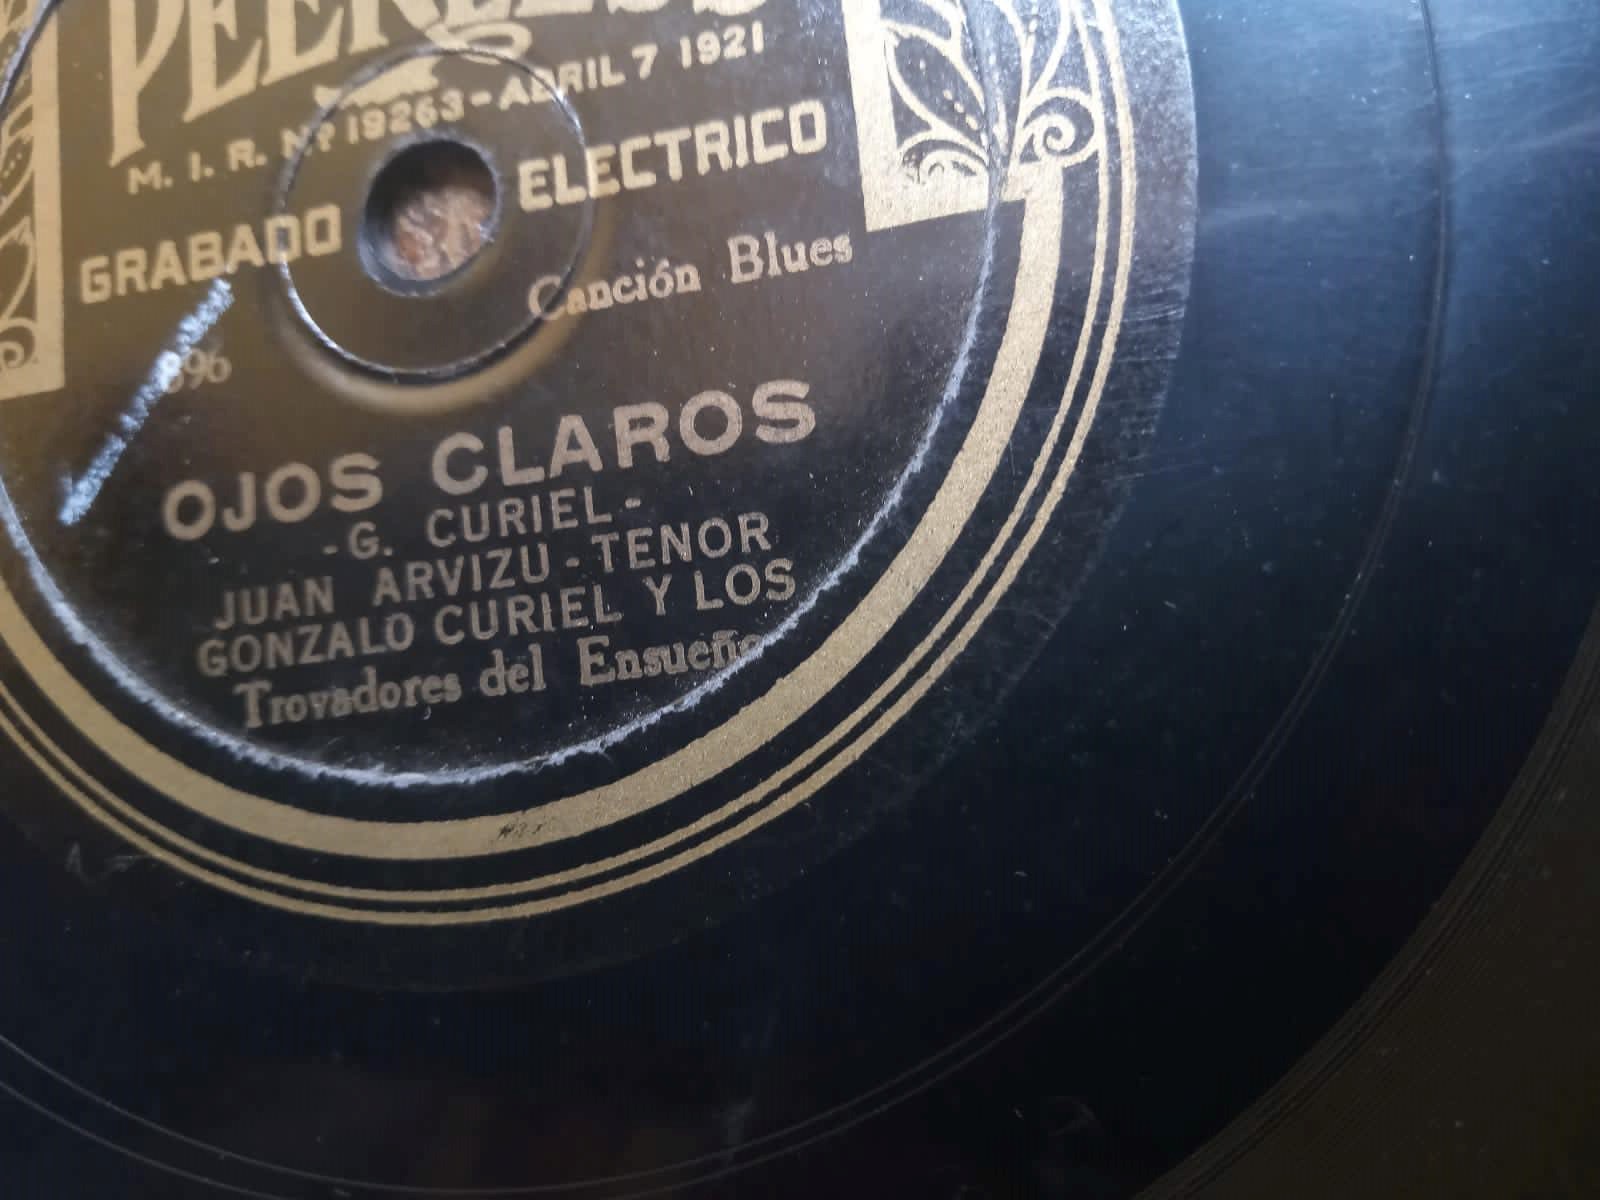 PEERLESS
M. I. R. Nº 19263-ABRIL 7 1921
GRABADO ELECTRICO
Canción Blues
896
OJOS CLAROS
-G. CURIEL-
JUAN ARVIZU-TENOR
GONZALO CURIEL Y LOS
Trovadores del Ensueño